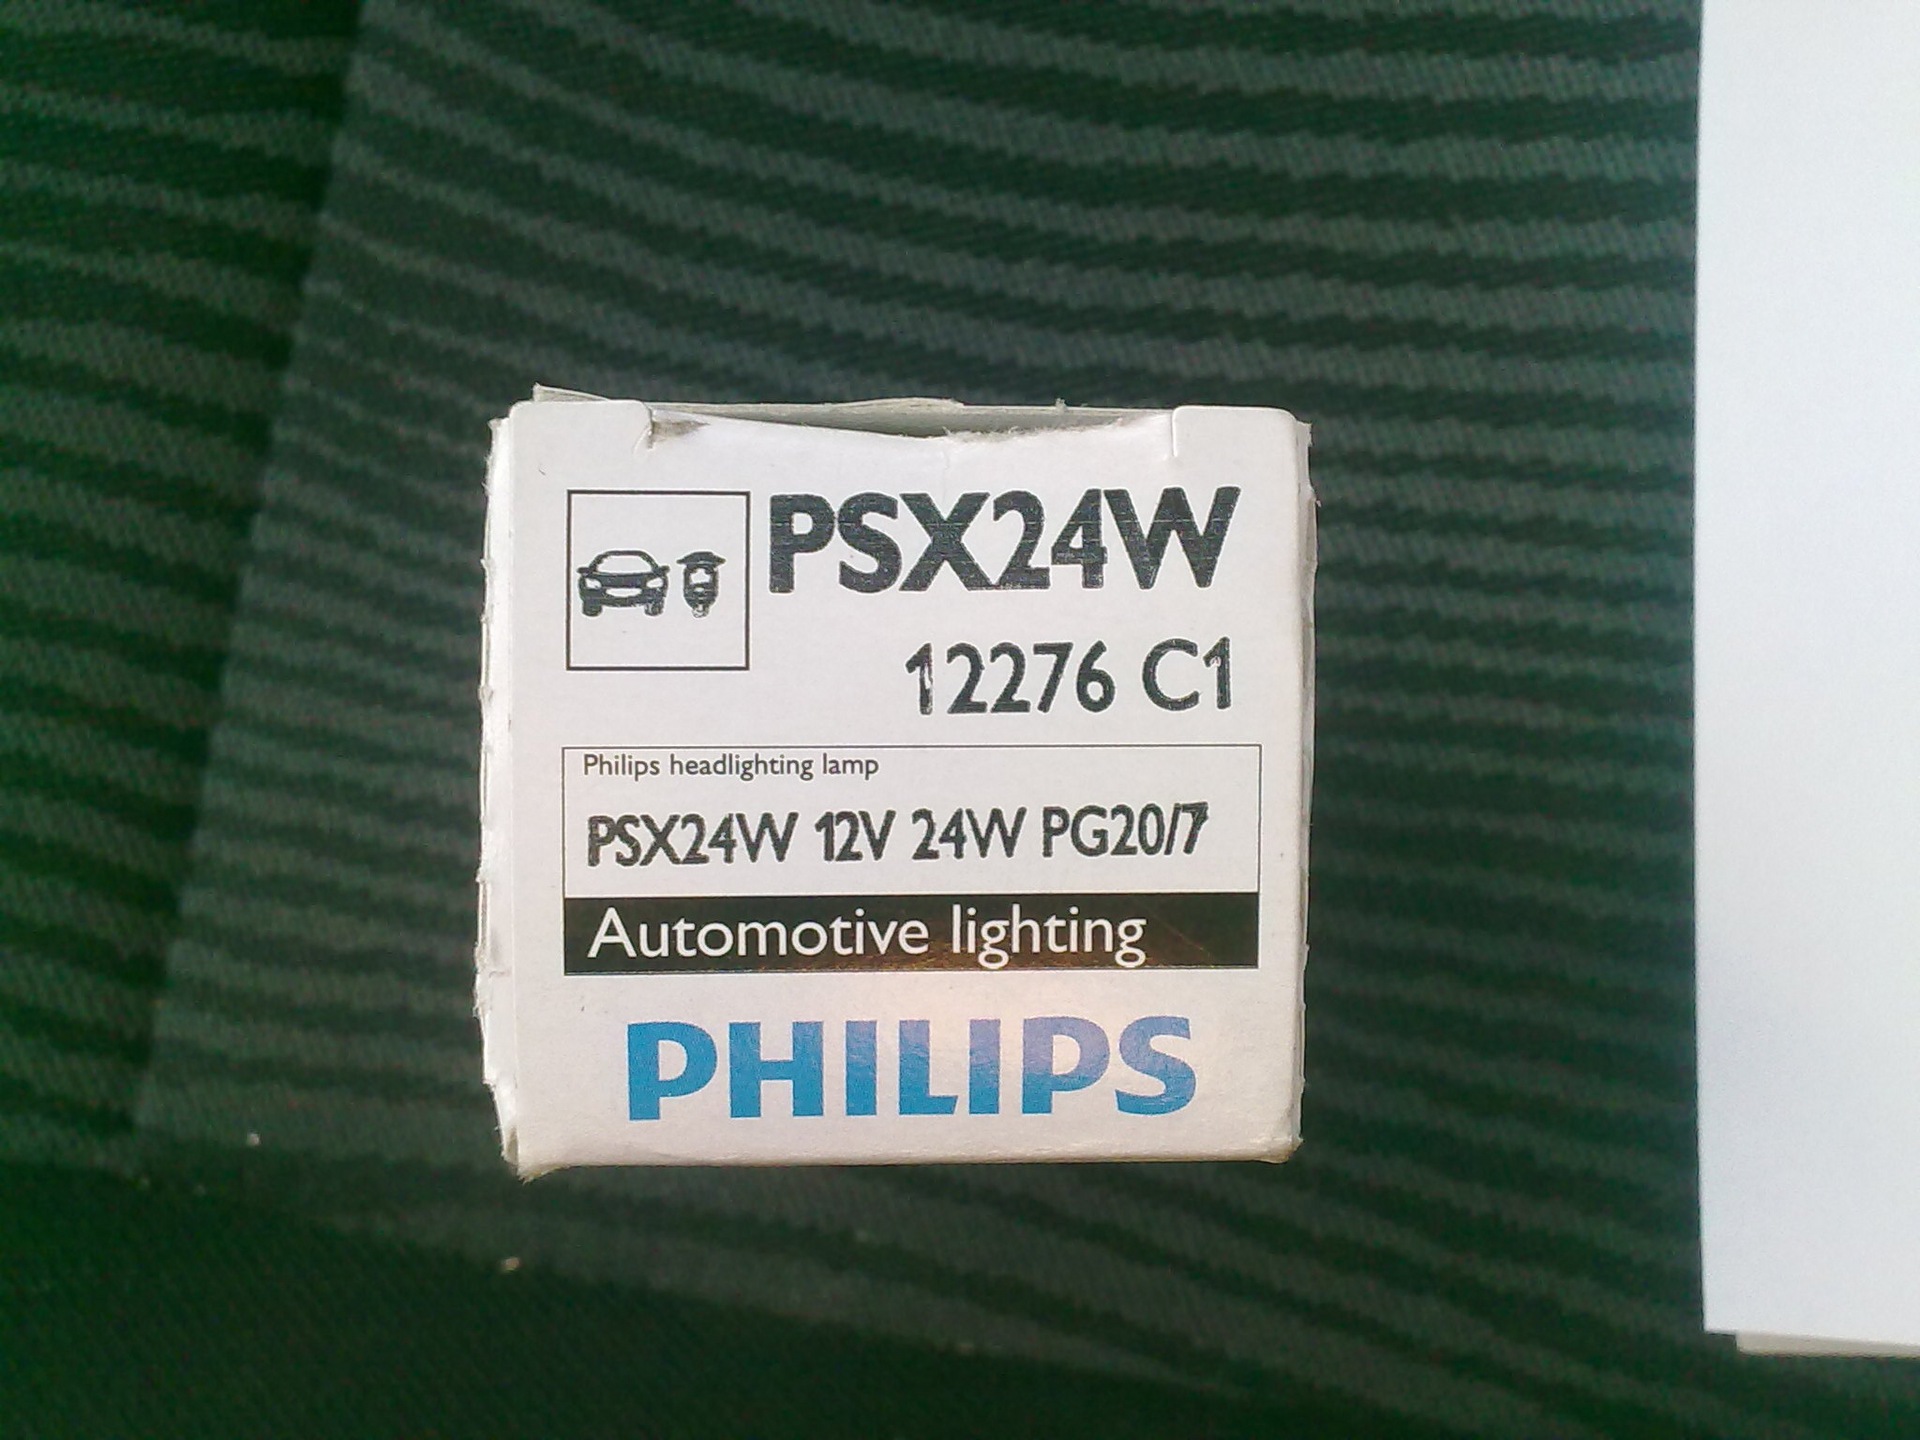 PSX24W
12276 C1
Philips headlighting lamp
PSX24W 12V 24W PG20/7
Automotive lighting
PHILIPS